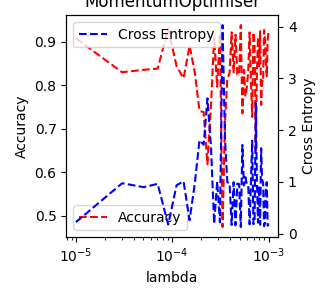 MomentumOptimiser
Cross Entropy
Accuracy
0.9
0.8
0.7
0.6
0.5
Accuracy
4
3
2
1
0
Cross Entropy
10⁻⁵
10⁻⁴
10⁻³
lambda